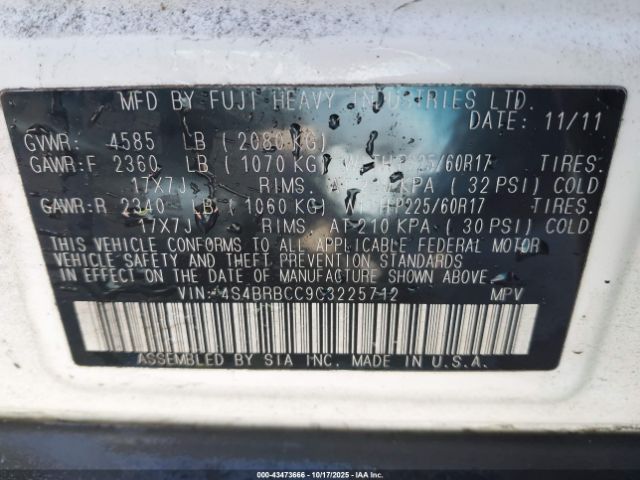 MFD BY FUJI HEAVY INDUSTRIES LTD.
DATE: 11/11
GVWR: 4585 LB (2080 KG)
GAWR:F 2360 LB (1070 KG) WITH P225/60R17 TIRES.
17X7J RIMS. AT 220 KPA (32 PSI) COLD
GAWR:R 2340 LB (1060 KG) WITH P225/60R17 TIRES.
17X7J RIMS. AT 210 KPA (30 PSI) COLD.
THIS VEHICLE CONFORMS TO ALL APPLICABLE FEDERAL MOTOR
VEHICLE SAFETY AND THEFT PREVENTION STANDARDS IN
EFFECT ON THE DATE OF MANUFACTURE SHOWN ABOVE.
VIN: 4S4BRBCC9C3225712 MPV
ASSEMBLED BY SIA INC. MADE IN U.S.A.
© - 43473666 - 10/17/2025 - IAAI.COM